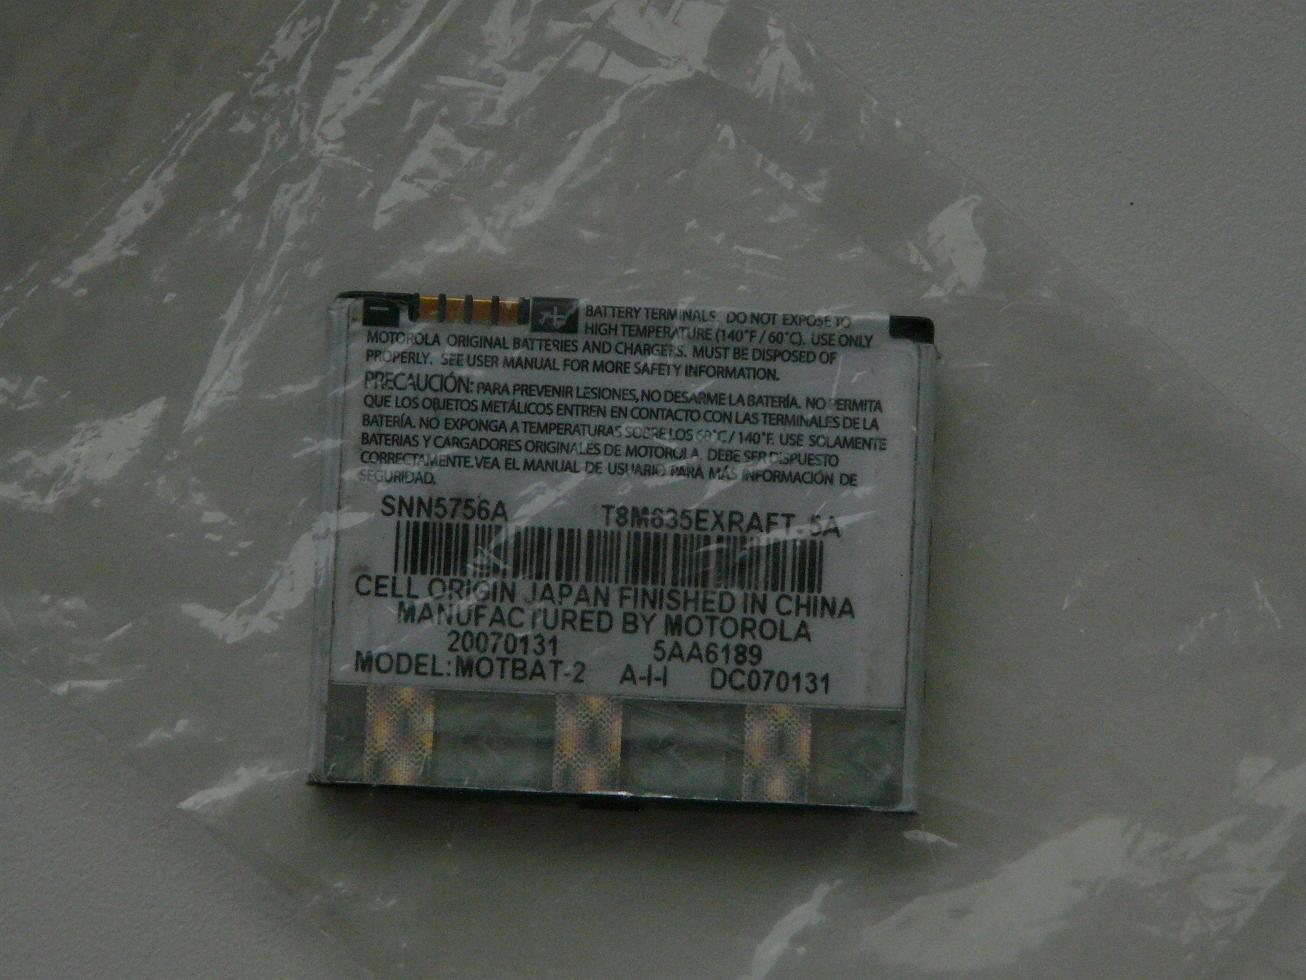 BATTERY TERMINALS. DO NOT EXPOSE TO
HIGH TEMPERATURE (140°F / 60°C). USE ONLY
MOTOROLA ORIGINAL BATTERIES AND CHARGERS. MUST BE DISPOSED OF
PROPERLY. SEE USER MANUAL FOR MORE SAFETY INFORMATION.
PRECAUCIÓN: PARA PREVENIR LESIONES, NO DESARME LA BATERÍA. NO PERMITA
QUE LOS OBJETOS METÁLICOS ENTREN EN CONTACTO CON LAS TERMINALES DE LA
BATERÍA. NO EXPONGA A TEMPERATURAS SOBRE LOS 60°C / 140°F. USE SOLAMENTE
BATERIAS Y CARGADORES ORIGINALES DE MOTOROLA. DEBE SER DISPUESTO
CORRECTAMENTE. VEA EL MANUAL DE USUARIO PARA MÁS INFORMACIÓN DE
SEGURIDAD.
SNN5756A T8M635EXRAFT.5A
CELL ORIGIN JAPAN FINISHED IN CHINA
MANUFACTURED BY MOTOROLA
20070131 5AA6189
MODEL:MOTBAT-2 A-I-I DC070131